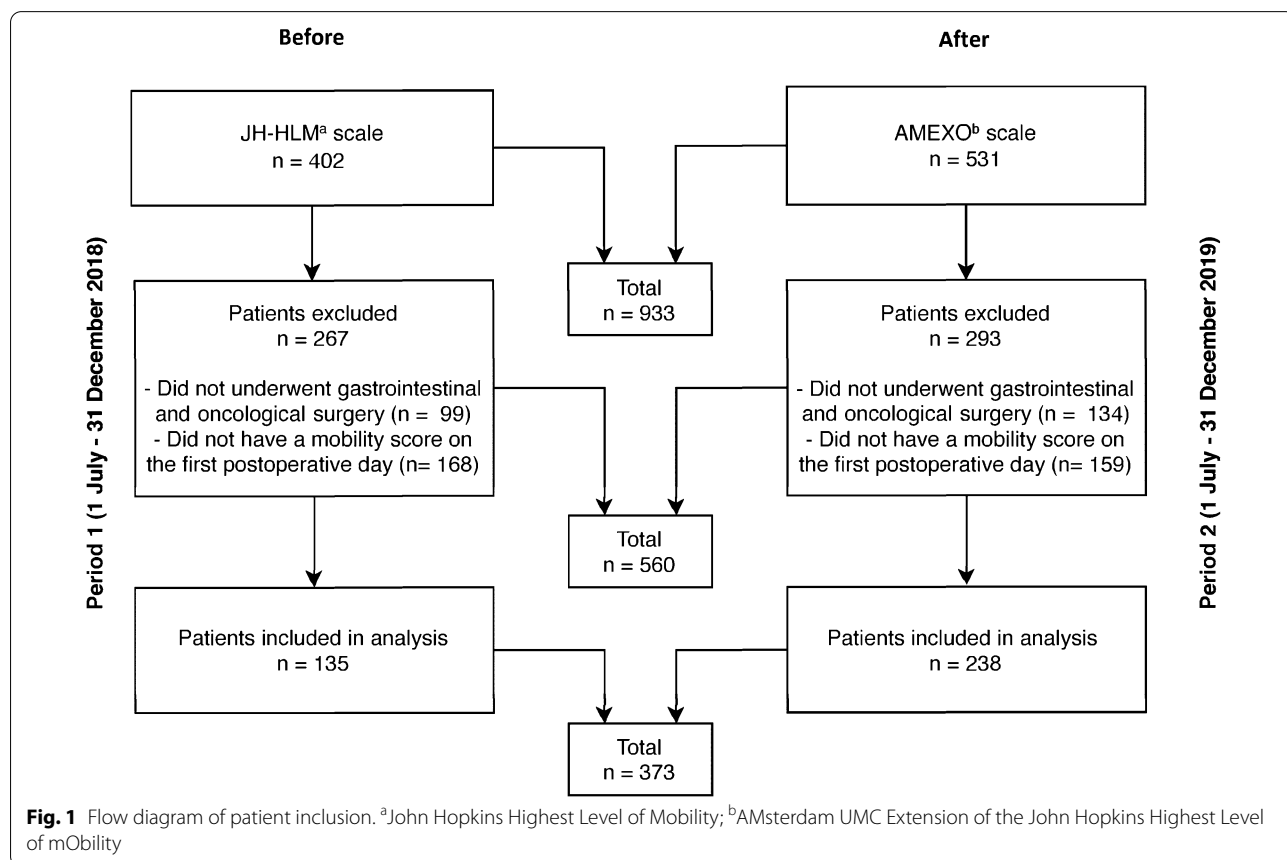 Before
After
JH-HLMᵃ scale
n = 402
AMEXOᵇ scale
n = 531
Total
n = 933
Period 1 (1 July - 31 December 2018)
Patients excluded
n = 267
- Did not underwent gastrointestinal
and oncological surgery (n = 99)
- Did not have a mobility score on
the first postoperative day (n= 168)
Patients excluded
n = 293
- Did not underwent gastrointestinal
and oncological surgery (n = 134)
- Did not have a mobility score on
the first postoperative day (n= 159)
Period 2 (1 July - 31 December 2019)
Total
n = 560
Patients included in analysis
n = 135
Patients included in analysis
n = 238
Total
n = 373
Fig. 1 Flow diagram of patient inclusion. ᵃJohn Hopkins Highest Level of Mobility; ᵇAMsterdam UMC Extension of the John Hopkins Highest Level
of mObility